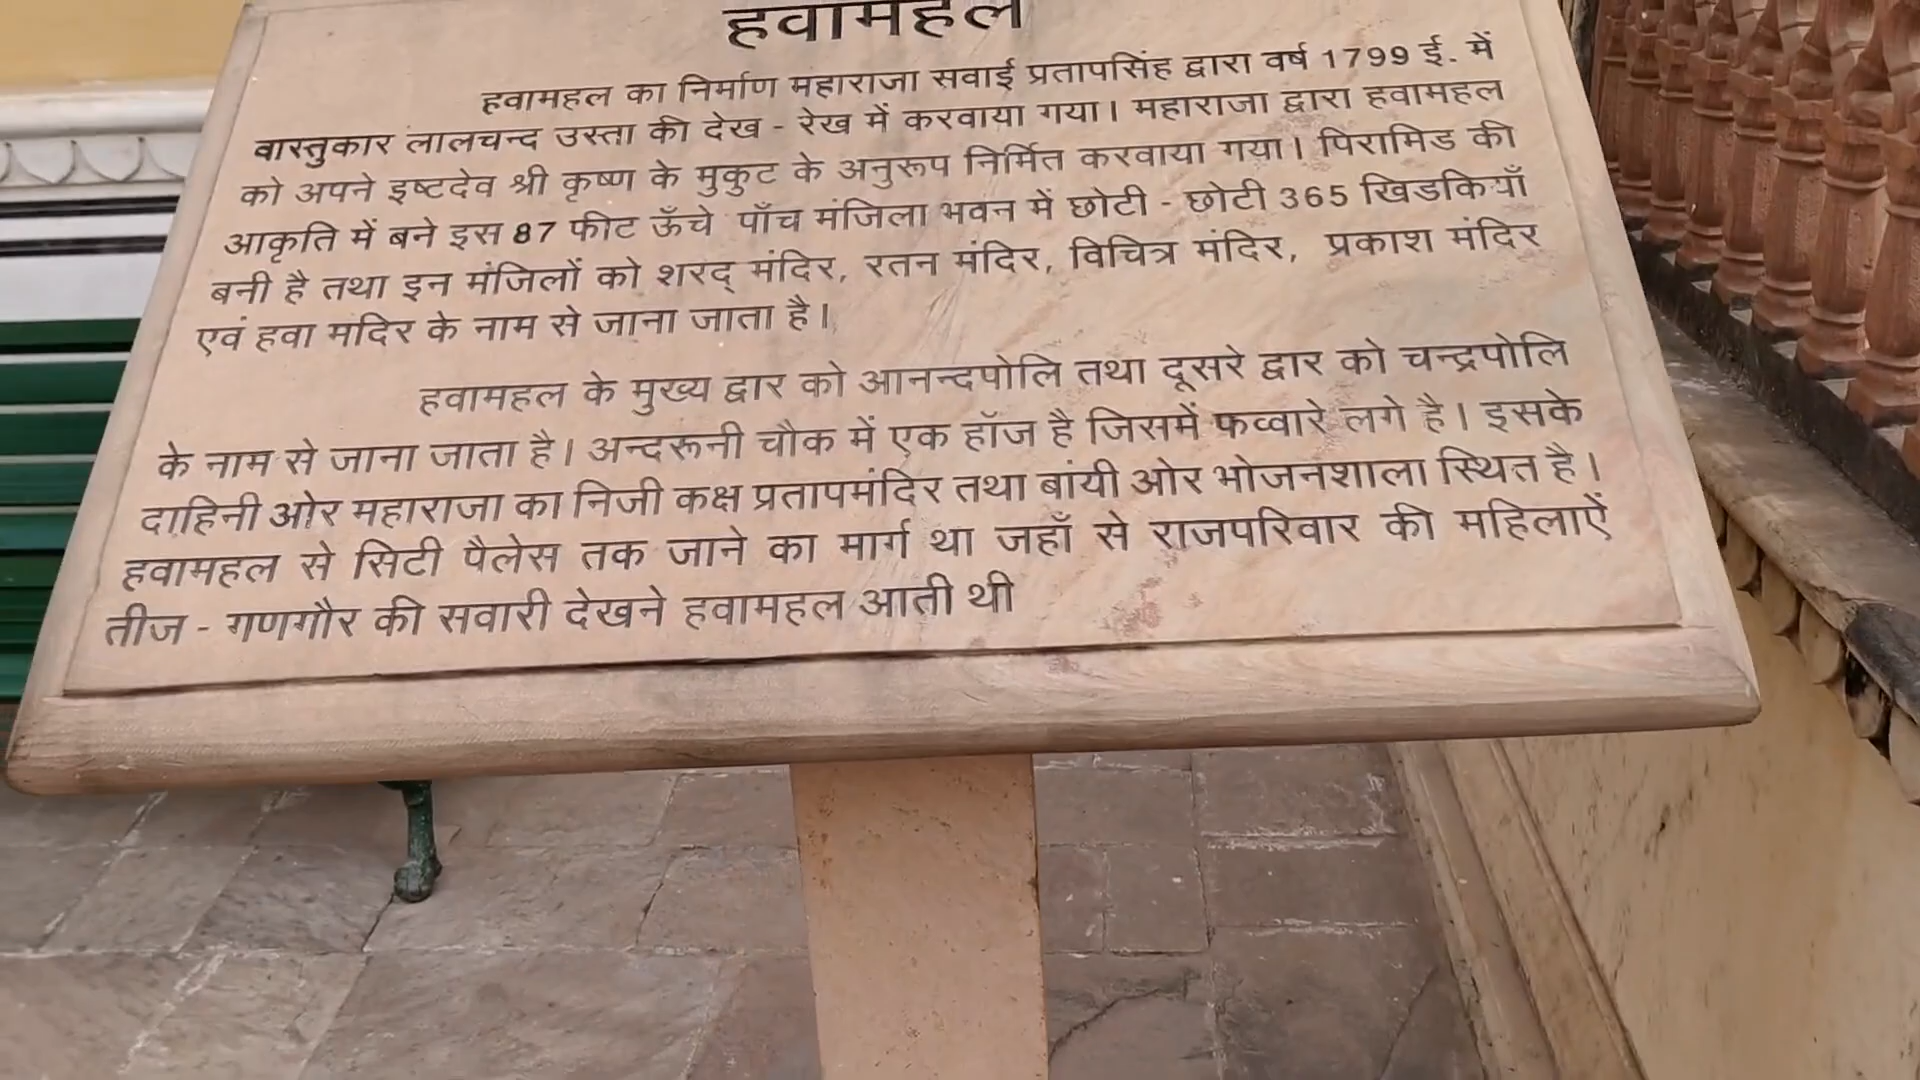 हवामहल
हवामहल का निर्माण महाराजा सवाई प्रतापसिंह द्वारा वर्ष 1799 ई. में
वास्तुकार लालचन्द उस्ता की देख - रेख में करवाया गया। महाराजा द्वारा हवामहल
को अपने इष्टदेव श्री कृष्ण के मुकुट के अनुरूप निर्मित करवाया गया। पिरामिड की
आकृति में बने इस 87 फीट ऊँचे पाँच मंजिला भवन में छोटी - छोटी 365 खिडकियाँ
बनी है तथा इन मंजिलों को शरद् मंदिर, रतन मंदिर, विचित्र मंदिर, प्रकाश मंदिर
एवं हवा मंदिर के नाम से जाना जाता है।
हवामहल के मुख्य द्वार को आनन्दपोलि तथा दूसरे द्वार को चन्द्रपोलि
के नाम से जाना जाता है। अन्दरूनी चौक में एक हॉज है जिसमें फव्वारे लगे है। इसके
दाहिनी ओर महाराजा का निजी कक्ष प्रतापमंदिर तथा बांयी ओर भोजनशाला स्थित है।
हवामहल से सिटी पैलेस तक जाने का मार्ग था जहाँ से राजपरिवार की महिलाऐं
तीज - गणगौर की सवारी देखने हवामहल आती थी